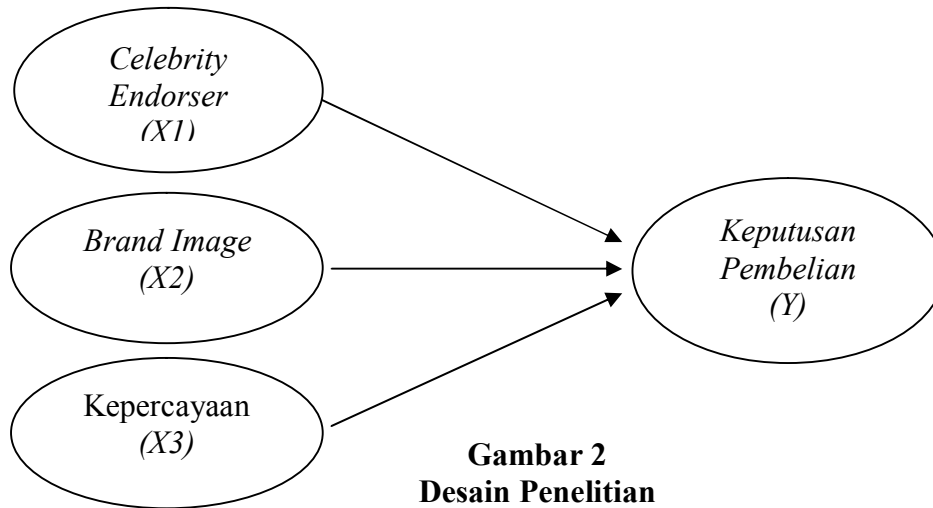 Celebrity
Endorser
(X1)
Brand Image
(X2)
Kepercayaan
(X3)
Keputusan
Pembelian
(Y)
Gambar 2
Desain Penelitian